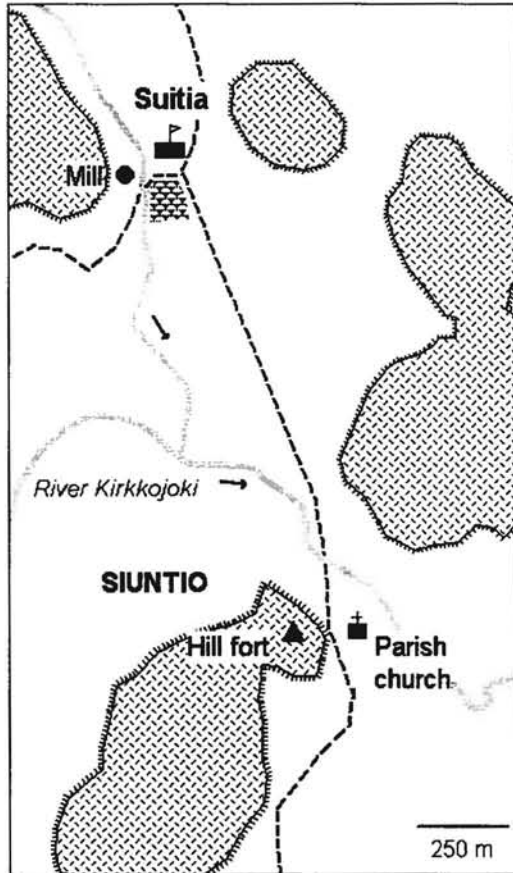 Suitia
Mill
River Kirkkojoki
SIUNTIO
Hill fort
Parish
church
250 m